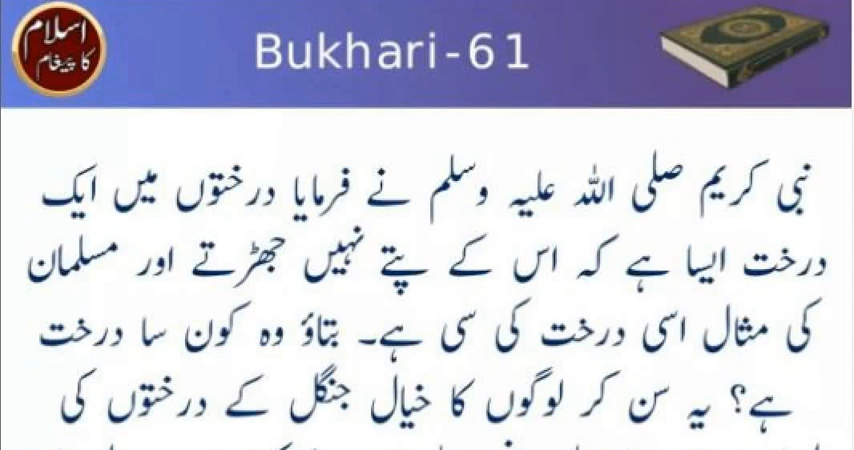 اسلام
کا پیغام
Bukhari-61
نبی کریم صلی اللہ علیہ وسلم نے فرمایا درختوں میں ایک
درخت ایسا ہے کہ اس کے پتے نہیں جھڑتے اور مسلمان
کی مثال اسی درخت کی سی ہے۔ بتاؤ وہ کون سا درخت
ہے؟ یہ سن کر لوگوں کا خیال جنگل کے درختوں کی